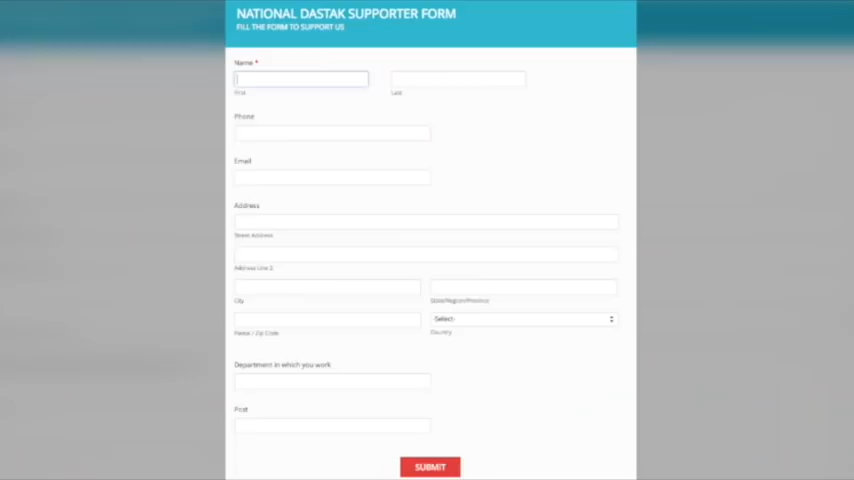 NATIONAL DASTAK SUPPORTER FORM
FILL THE FORM TO SUPPORT US
Name *
First
Last
Phone
Email
Address
Street Address
Address Line 2
City
State/Region/Province
Postal / Zip Code
-Select-
Country
Department in which you work
Post
SUBMIT